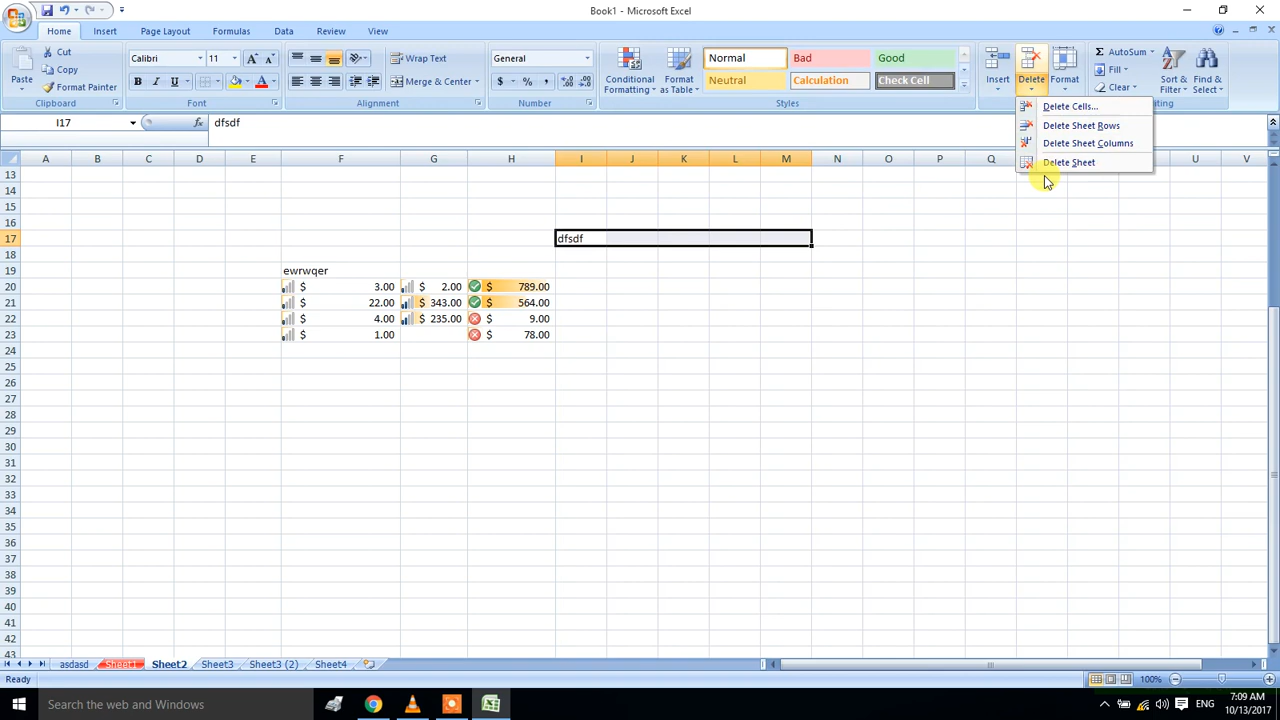 Book1 - Microsoft Excel
Home Insert Page Layout Formulas Data Review View
Paste
Cut
Copy
Format Painter
Clipboard
Calibri 11
B I U
Font
Wrap Text
Merge & Center
Alignment
General
$ % ,
Number
Conditional Formatting
Format as Table
Normal Bad Good
Neutral Calculation Check Cell
Styles
Insert Delete Format
AutoSum
Fill
Clear
Sort & Filter
Find & Select
Delete Cells...
Delete Sheet Rows
Delete Sheet Columns
Delete Sheet
I17 fx dfsdf
A B C D E F G H I J K L M N O P Q U V
13
14
15
16
17 dfsdf
18
19 ewrwqer
20 $ 3.00 $ 2.00 $ 789.00
21 $ 22.00 $ 343.00 $ 564.00
22 $ 4.00 $ 235.00 $ 9.00
23 $ 1.00 $ 78.00
24
25
26
27
28
29
30
31
32
33
34
35
36
37
38
39
40
41
42
43
asdasd Sheet1 Sheet2 Sheet3 Sheet3 (2) Sheet4
Ready 100%
Search the web and Windows
ENG
7:09 AM
10/13/2017